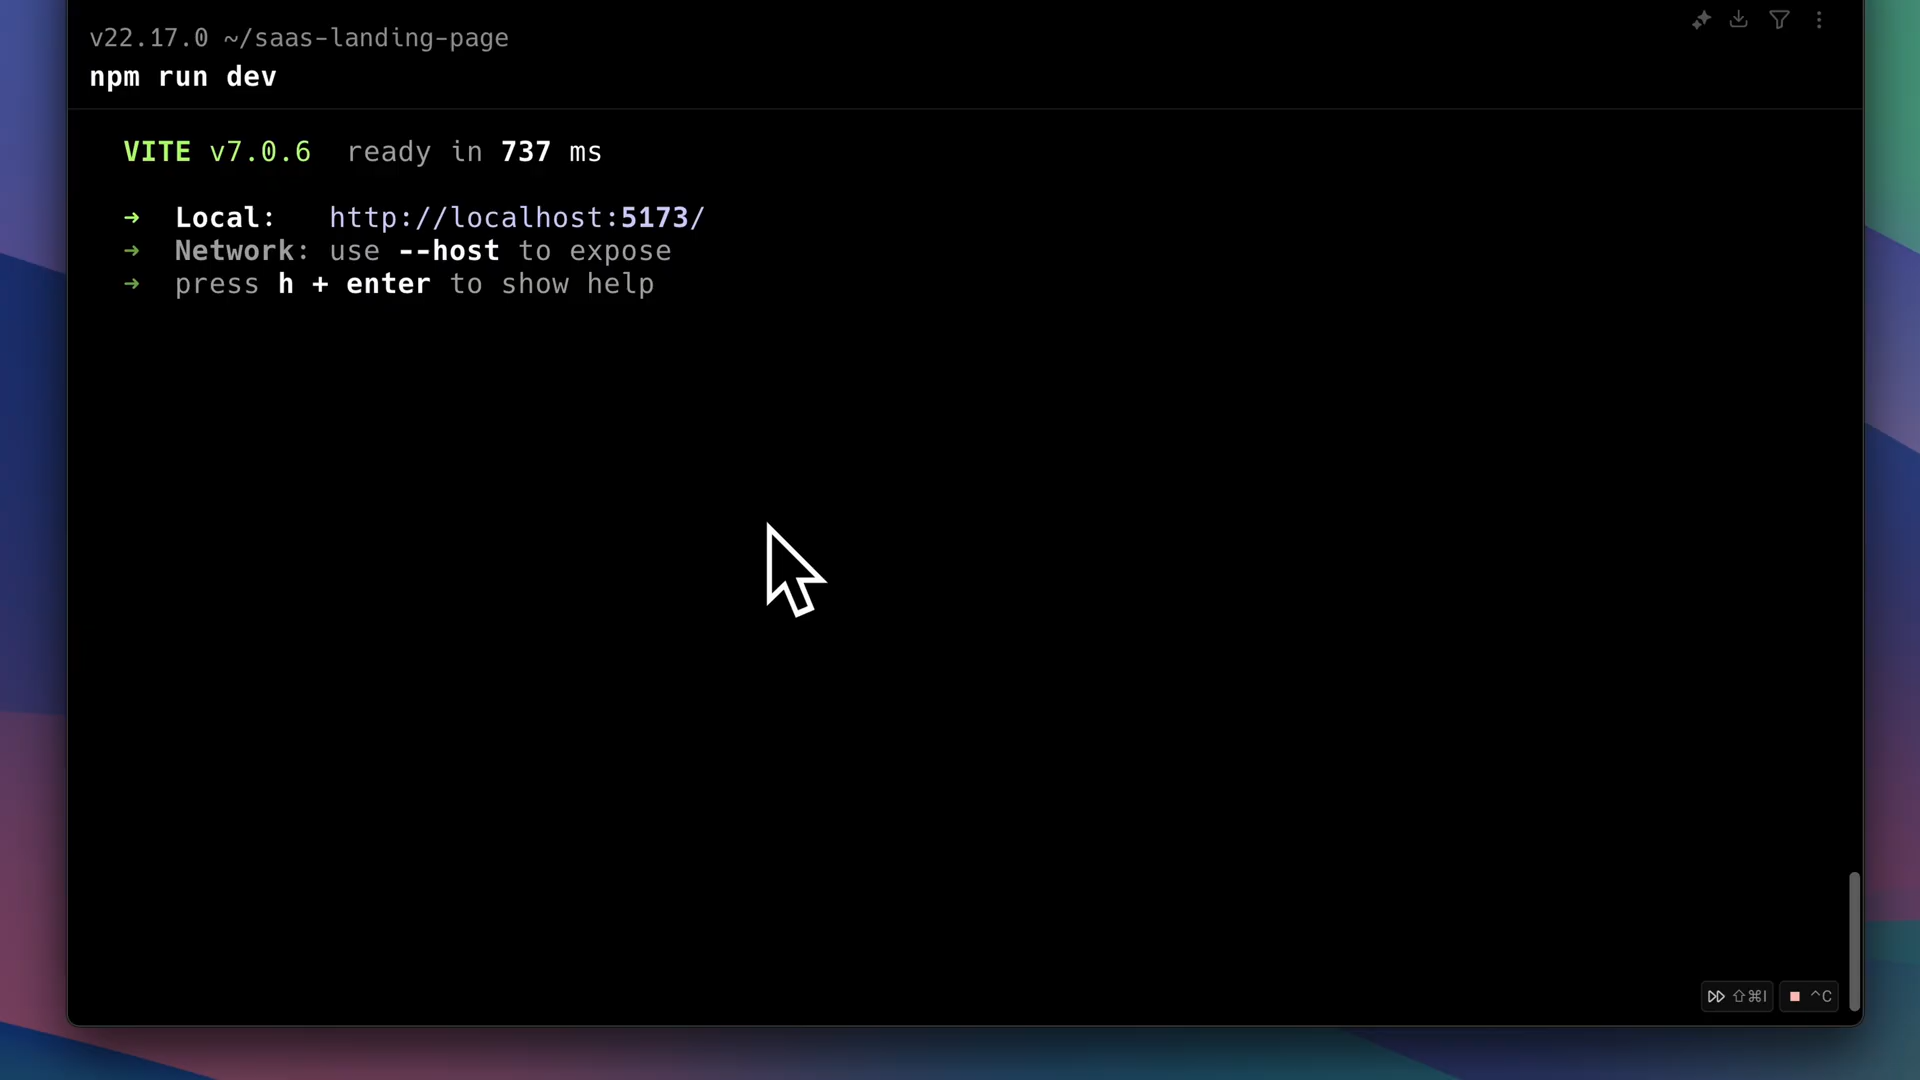 v22.17.0 ~/saas-landing-page
npm run dev
VITE v7.0.6  ready in 737 ms
➜  Local:   http://localhost:5173/
➜  Network: use --host to expose
➜  press h + enter to show help
⇧⌘I
^C